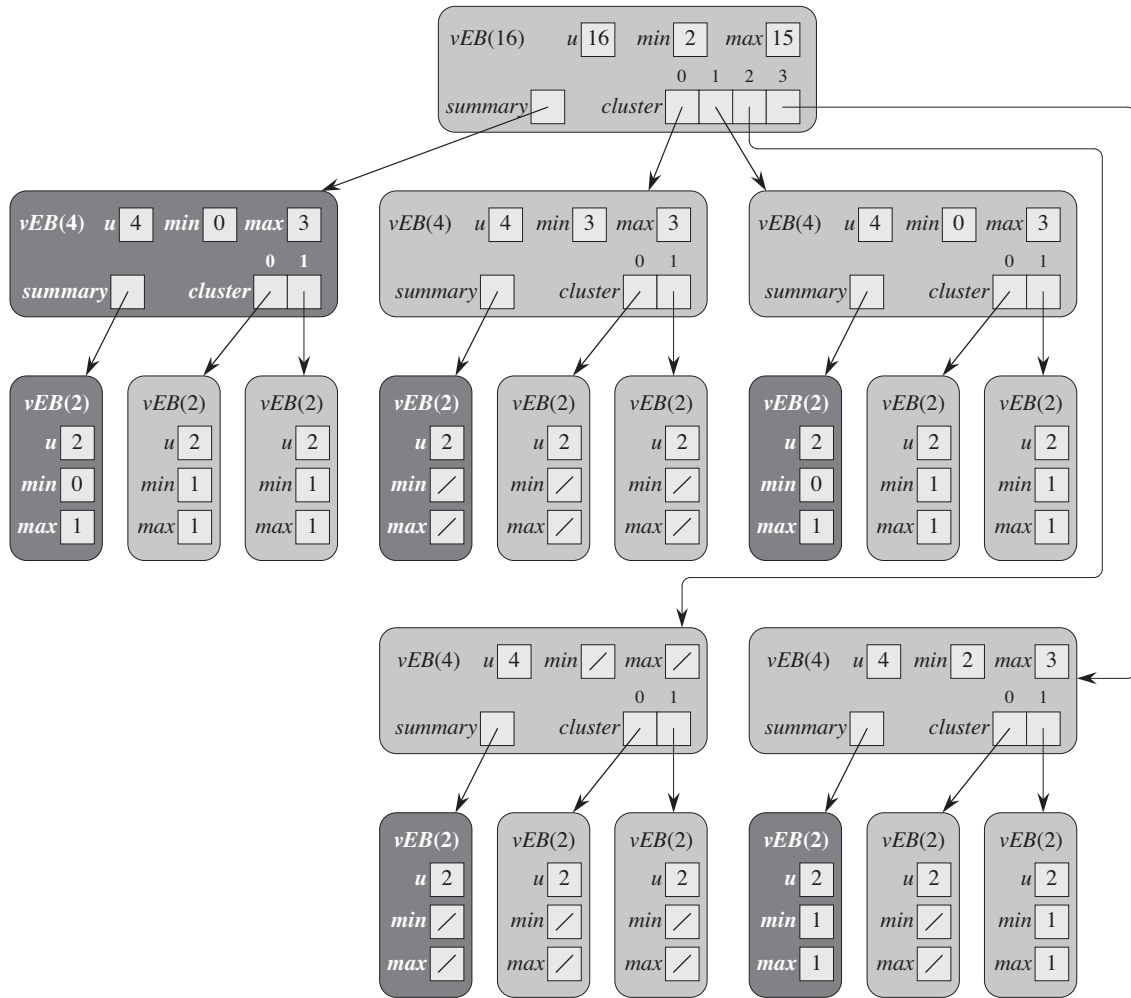 vEB(16) u 16 min 2 max 15
0 1 2 3
summary cluster
vEB(4) u 4 min 0 max 3
0 1
summary cluster
vEB(4) u 4 min 3 max 3
0 1
summary cluster
vEB(4) u 4 min 0 max 3
0 1
summary cluster
vEB(2) vEB(2) vEB(2)
u 2 u 2 u 2
min 0 min 1 min 1
max 1 max 1 max 1
vEB(2) vEB(2) vEB(2)
u 2 u 2 u 2
min / min / min /
max / max / max /
vEB(2) vEB(2) vEB(2)
u 2 u 2 u 2
min 0 min 1 min 1
max 1 max 1 max 1
vEB(4) u 4 min / max /
0 1
summary cluster
vEB(4) u 4 min 2 max 3
0 1
summary cluster
vEB(2) vEB(2) vEB(2)
u 2 u 2 u 2
min / min / min /
max / max / max /
vEB(2) vEB(2) vEB(2)
u 2 u 2 u 2
min 1 min / min 1
max 1 max / max 1